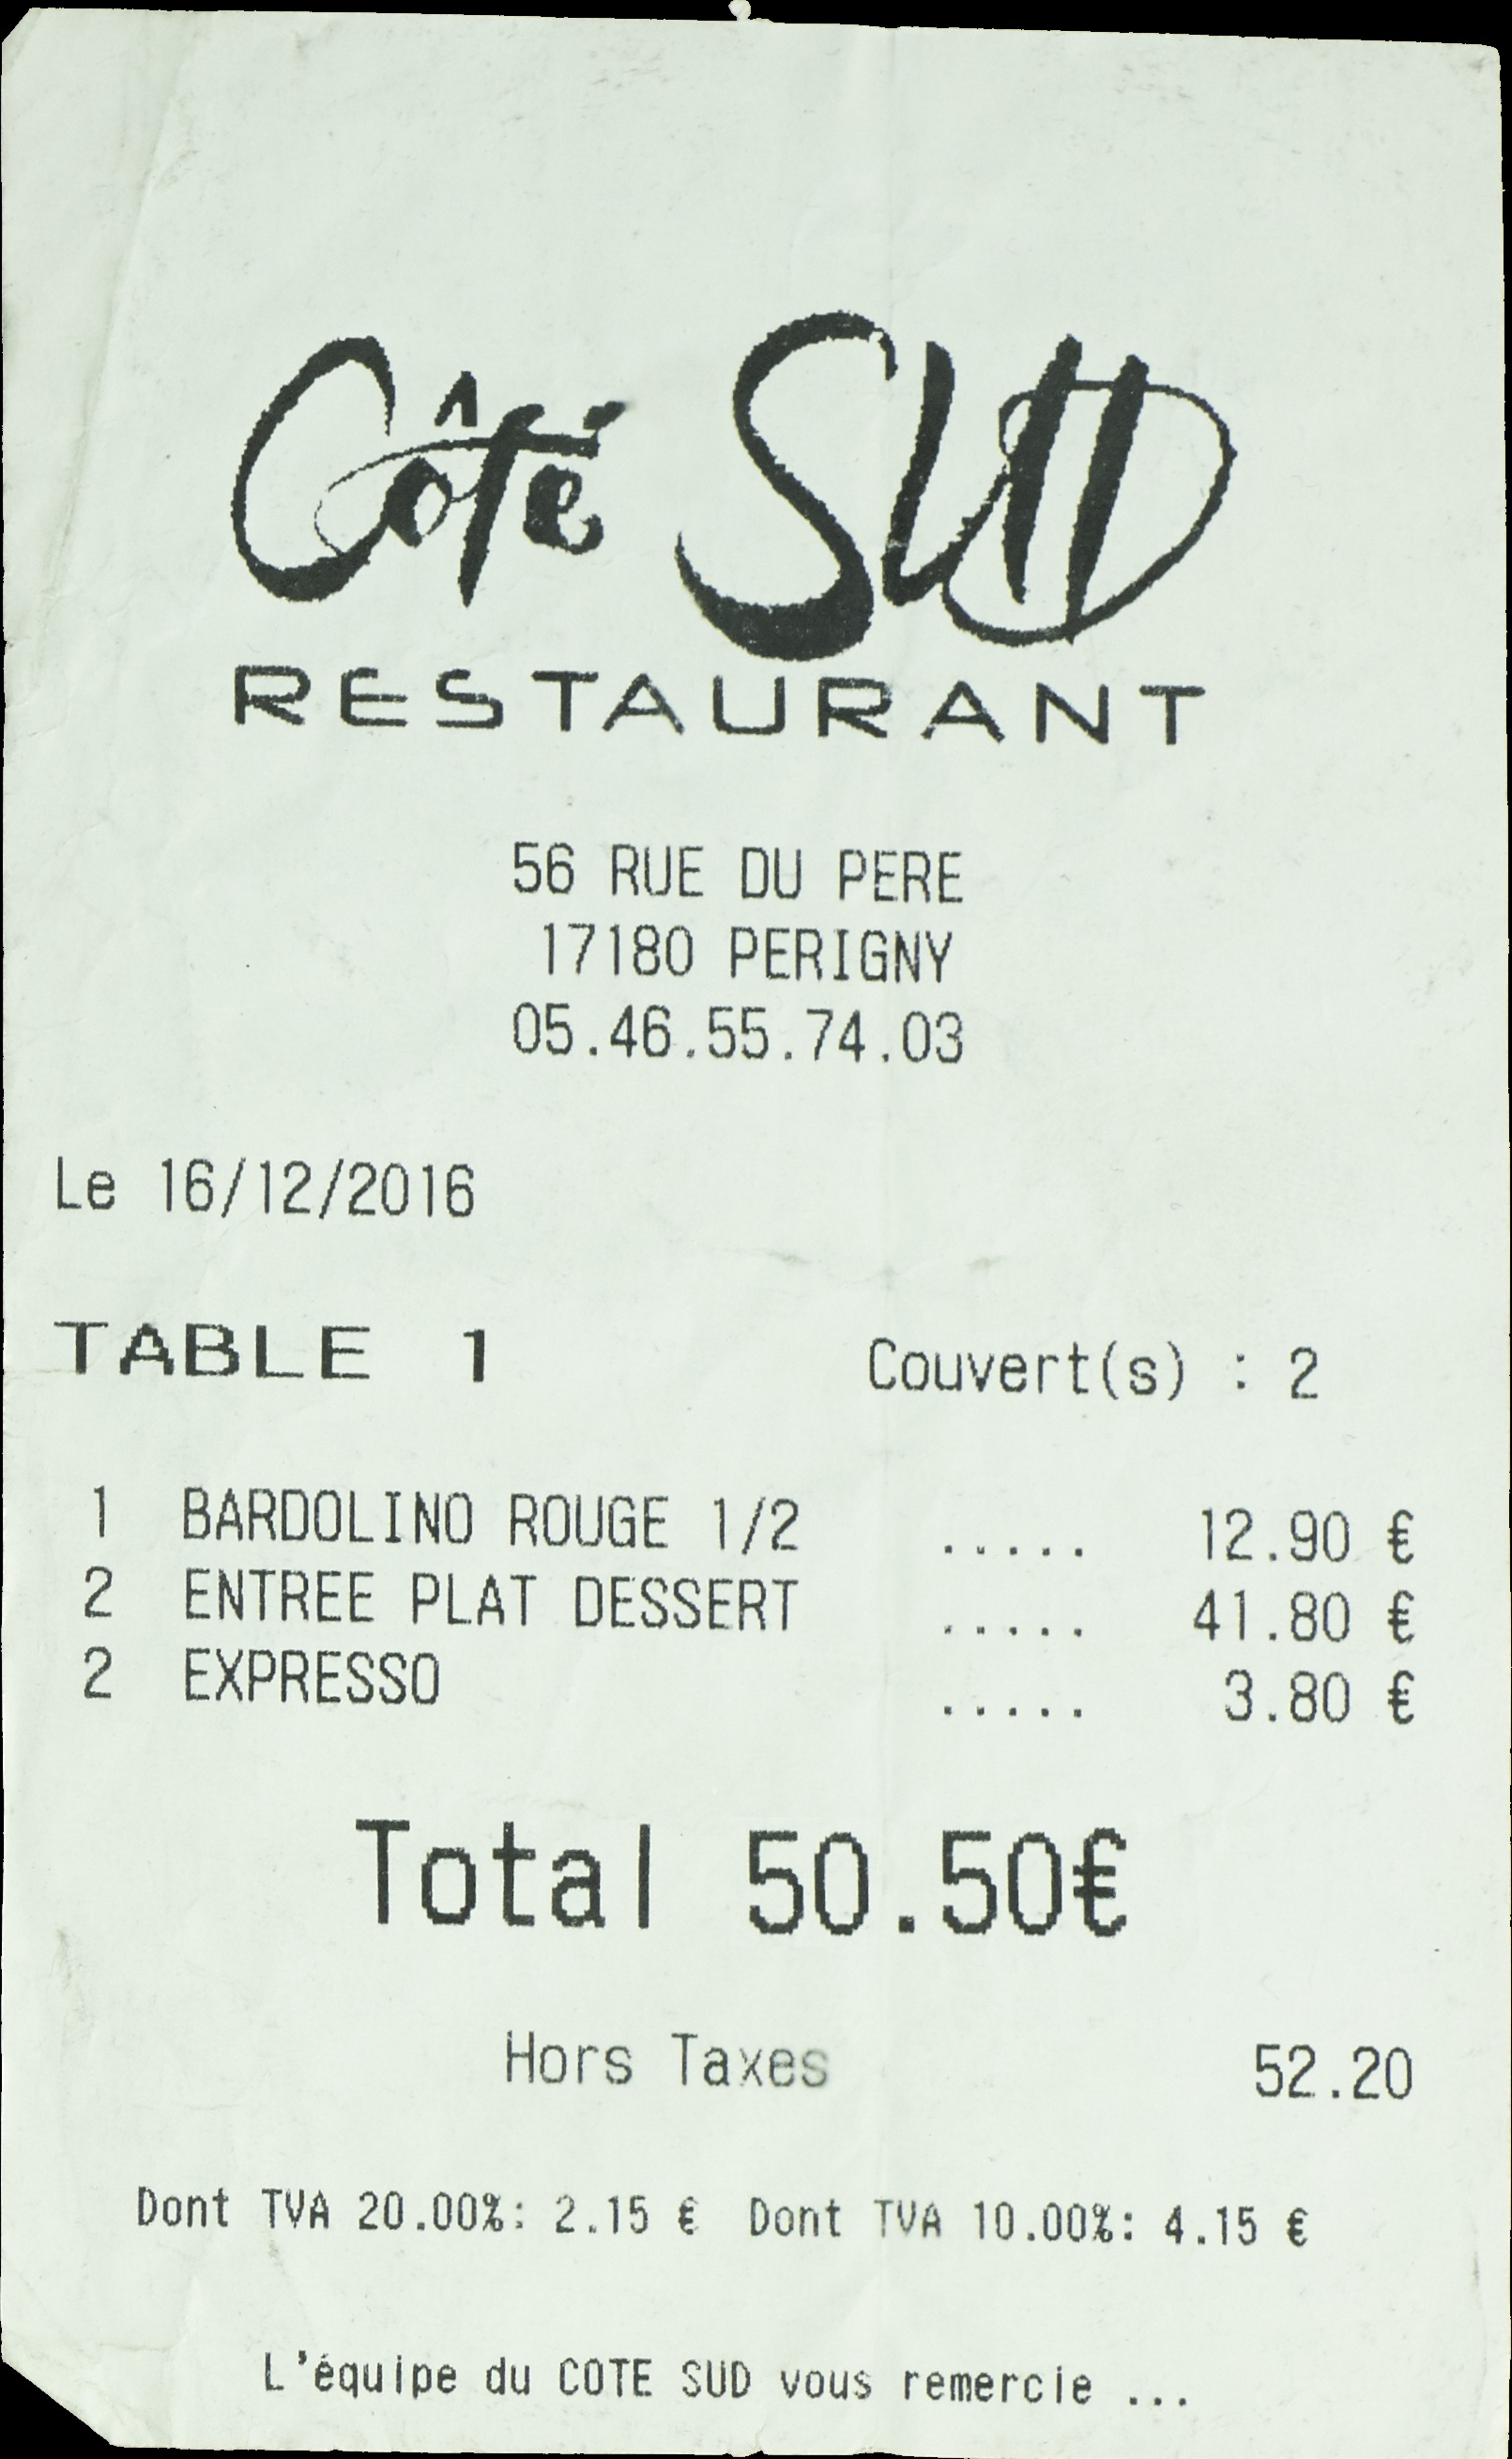 Côté SUD
RESTAURANT
56 RUE DU PERE
17180 PERIGNY
05.46.55.74.03
Le 16/12/2016
TABLE 1 Couvert(s) : 2
1 BARDOLINO ROUGE 1/2 ..... 12.90 €
2 ENTREE PLAT DESSERT ..... 41.80 €
2 EXPRESSO ..... 3.80 €
Total 50.50€
Hors Taxes 52.20
Dont TVA 20.00%: 2.15 € Dont TVA 10.00%: 4.15 €
L'équipe du COTE SUD vous remercie ...